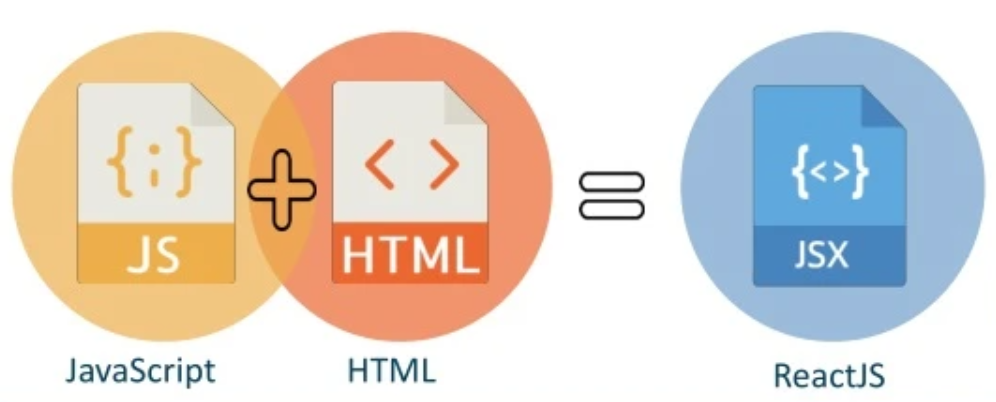 {;}
JS
JavaScript
+
< >
HTML
HTML
=
{<>}
JSX
ReactJS